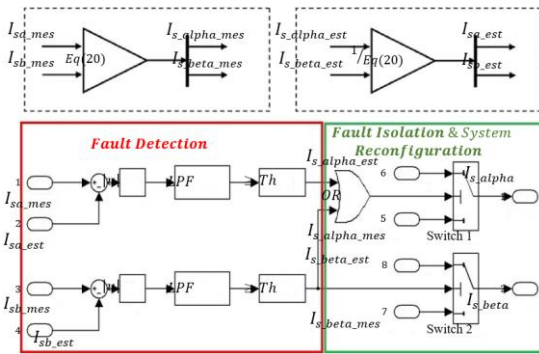 I_sa_mes
I_sb_mes
Eq(20)
I_s_alpha_mes
I_s_beta_mes
I_s_alpha_est
I_s_beta_est
1/Eq(20)
I_sa_est
I_sb_est
Fault Detection
Fault Isolation & System
Reconfiguration
1
I_sa_mes
2
I_sa_est
LPF
≥Th
I_s_alpha_est
OR
6
I_s_alpha
5
Switch 1
I_s_alpha_mes
I_s_beta_est
3
I_sb_mes
4
I_sb_est
LPF
≥Th
8
I_s_beta
7
I_s_beta_mes
Switch 2